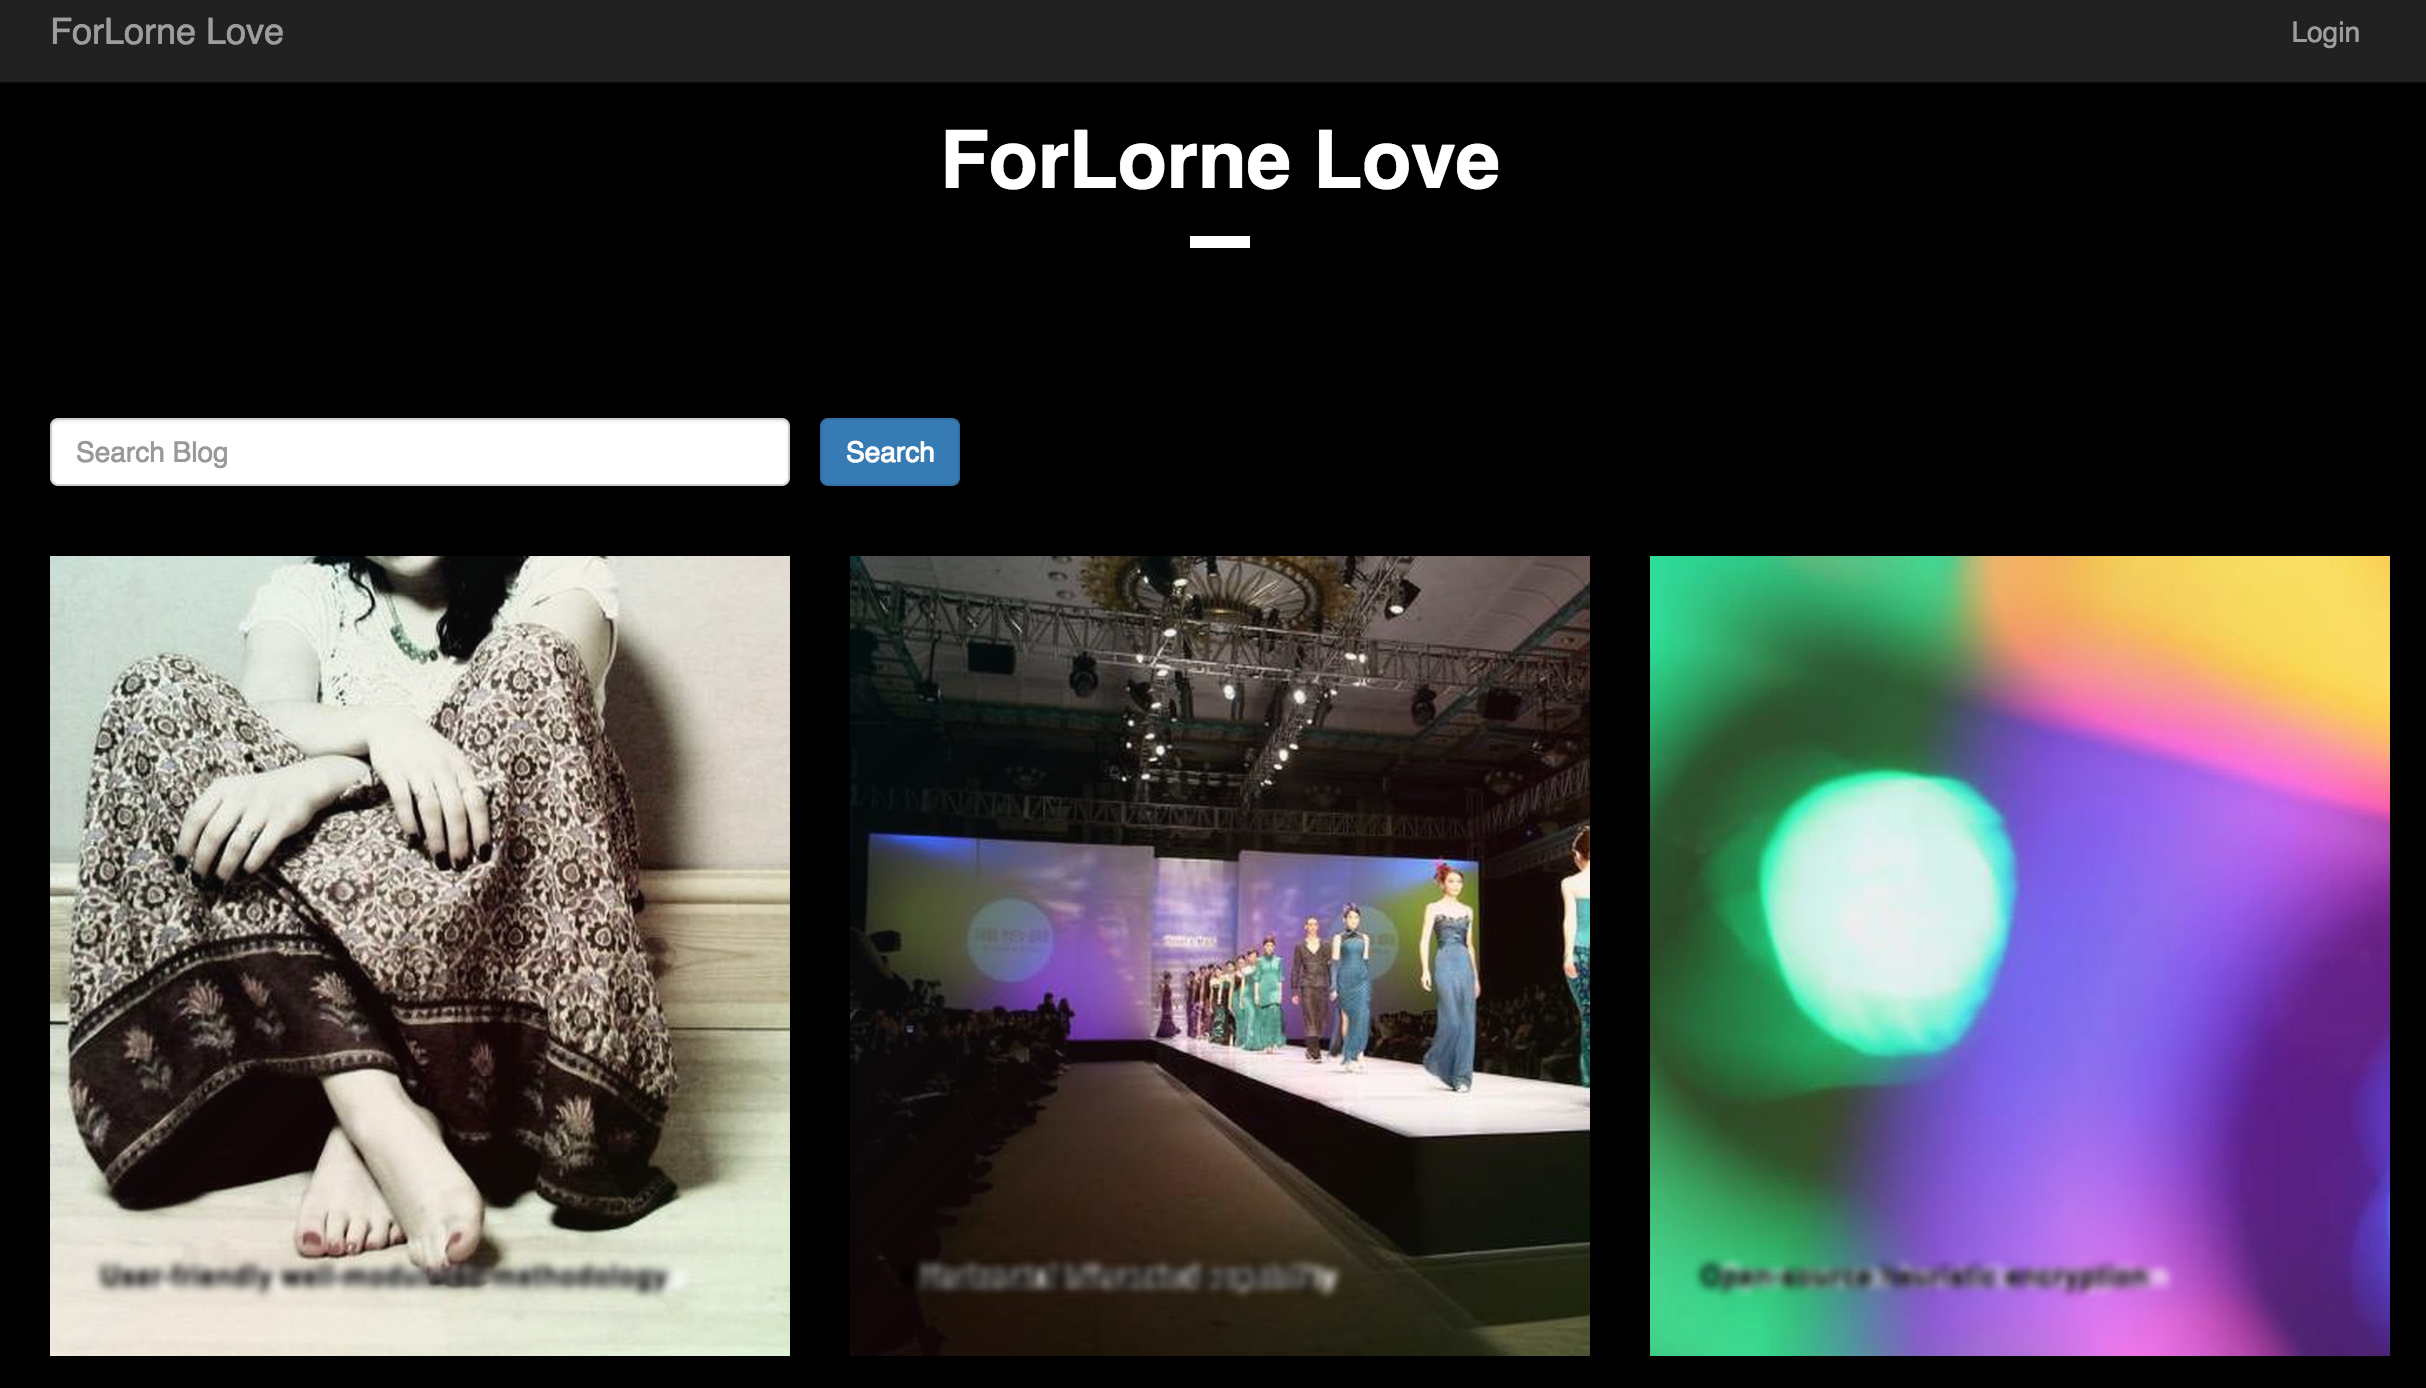 ForLorne Love
Login
ForLorne Love
Search Blog
Search
User-friendly well-modulated methodology
Horizontal bifurcated capability
Open-source heuristic encryption